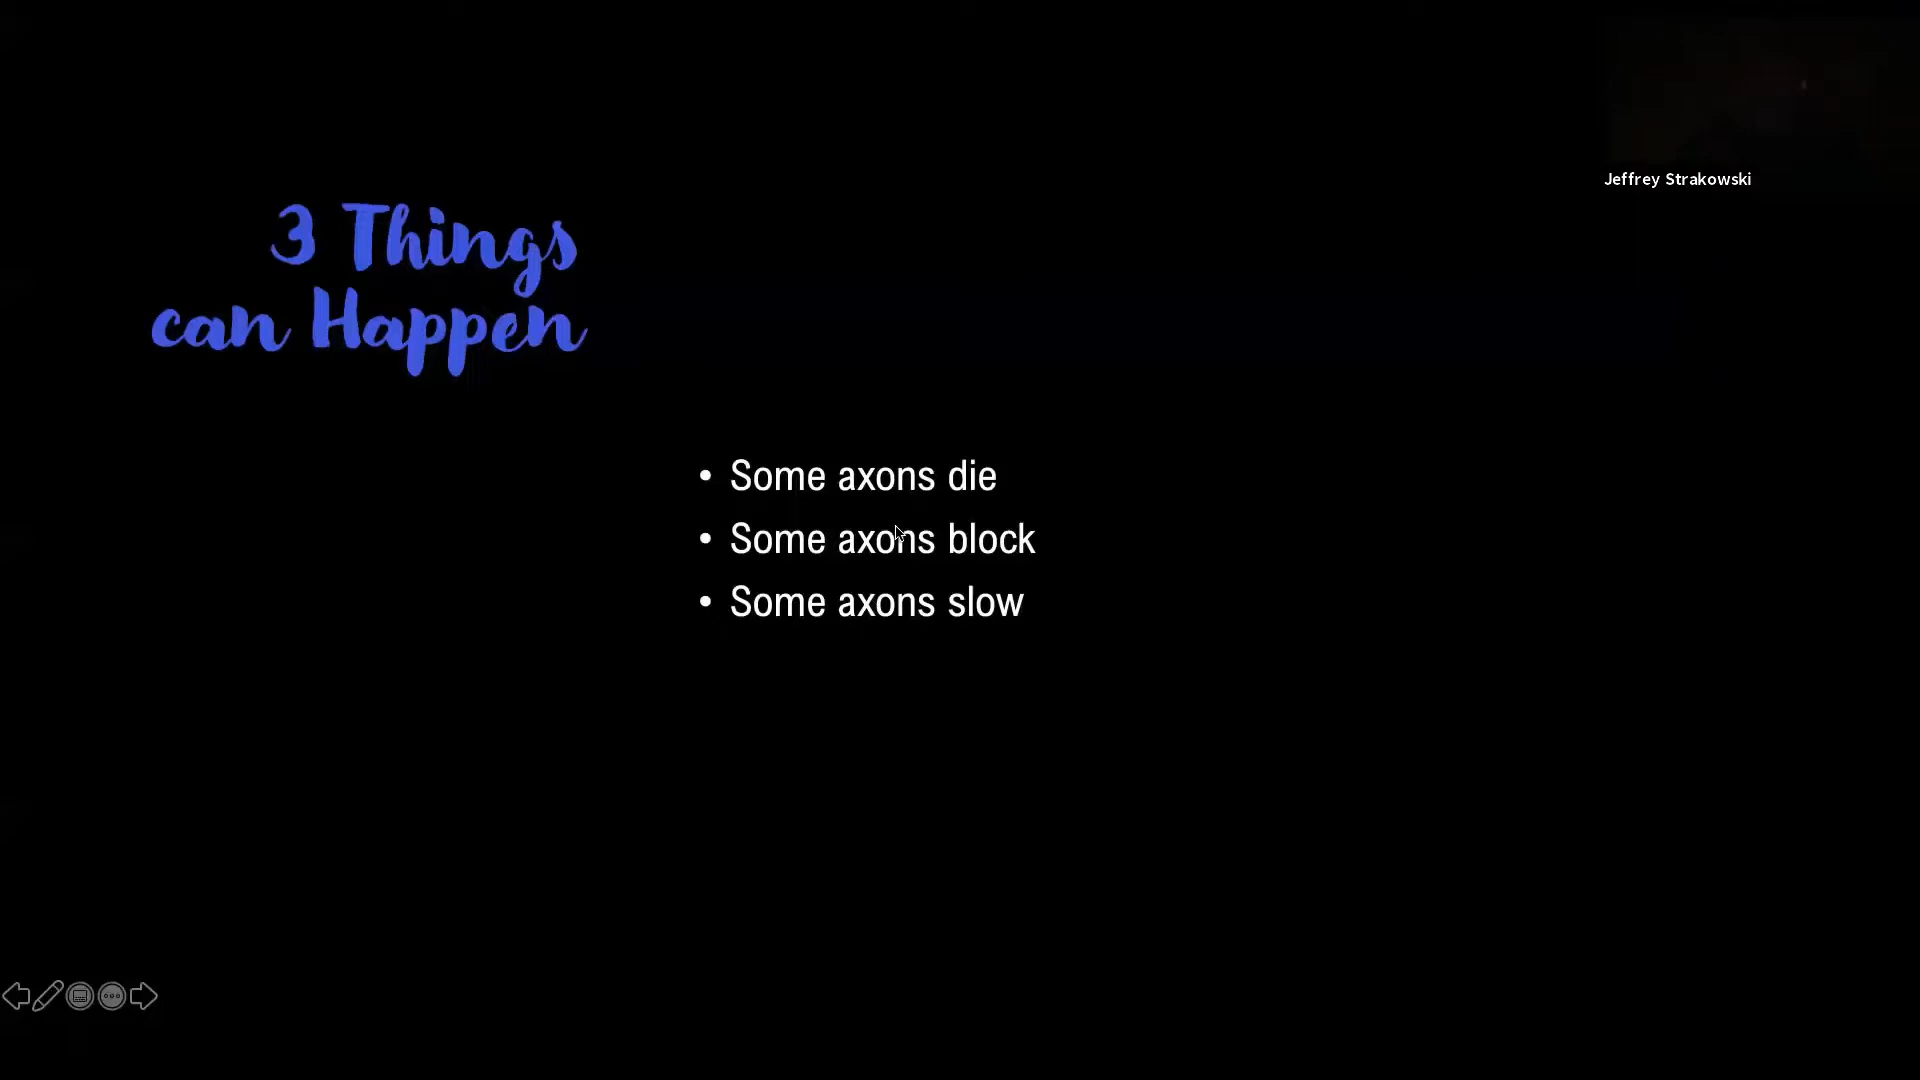 Jeffrey Strakowski
3 Things
can Happen
• Some axons die
• Some axons block
• Some axons slow